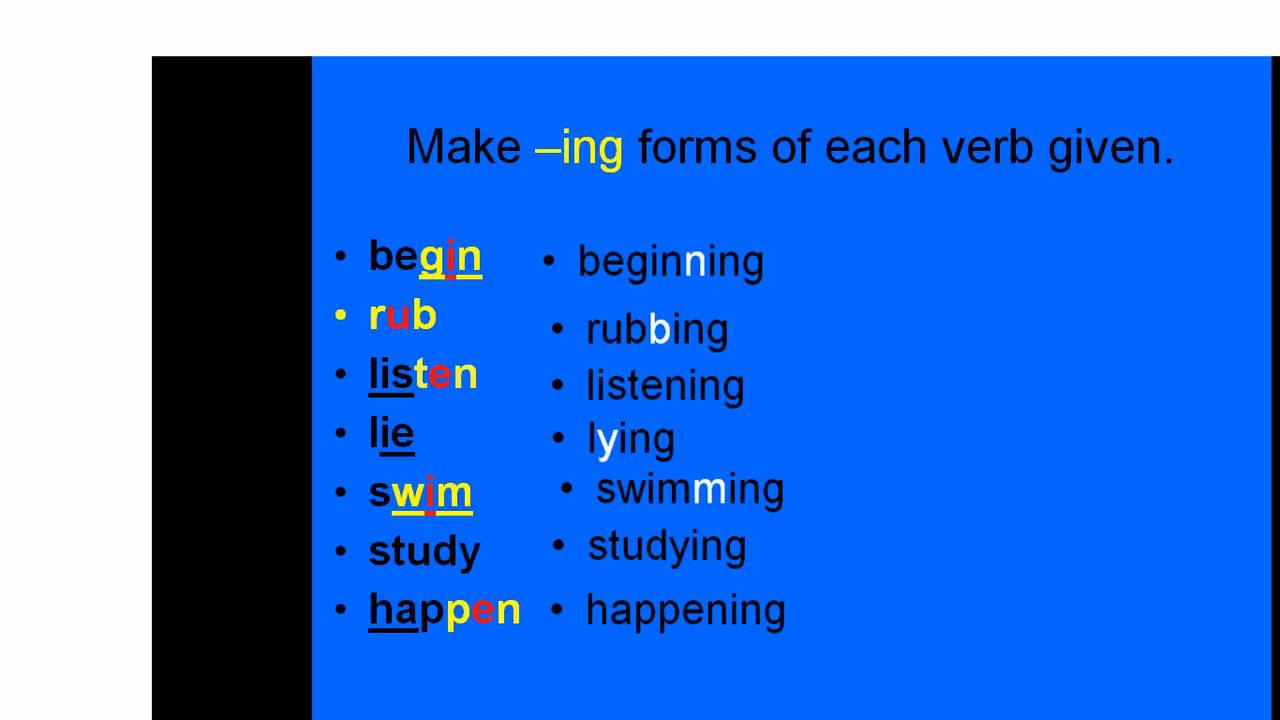 Make –ing forms of each verb given.
• begin • beginning
• rub • rubbing
• listen • listening
• lie • lying
• swim • swimming
• study • studying
• happen • happening